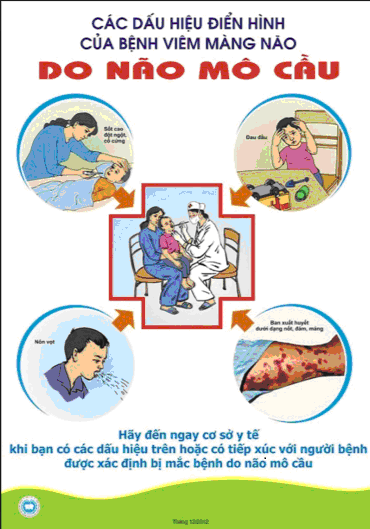 CÁC DẤU HIỆU ĐIỂN HÌNH
CỦA BỆNH VIÊM MÀNG NÃO
DO NÃO MÔ CẦU
Sốt cao
đột ngột,
cổ cứng
Đau đầu
Nôn vọt
Ban xuất huyết
dưới dạng nốt, đám, mảng
Hãy đến ngay cơ sở y tế
khi bạn có các dấu hiệu trên hoặc có tiếp xúc với người bệnh
được xác định bị mắc bệnh do não mô cầu